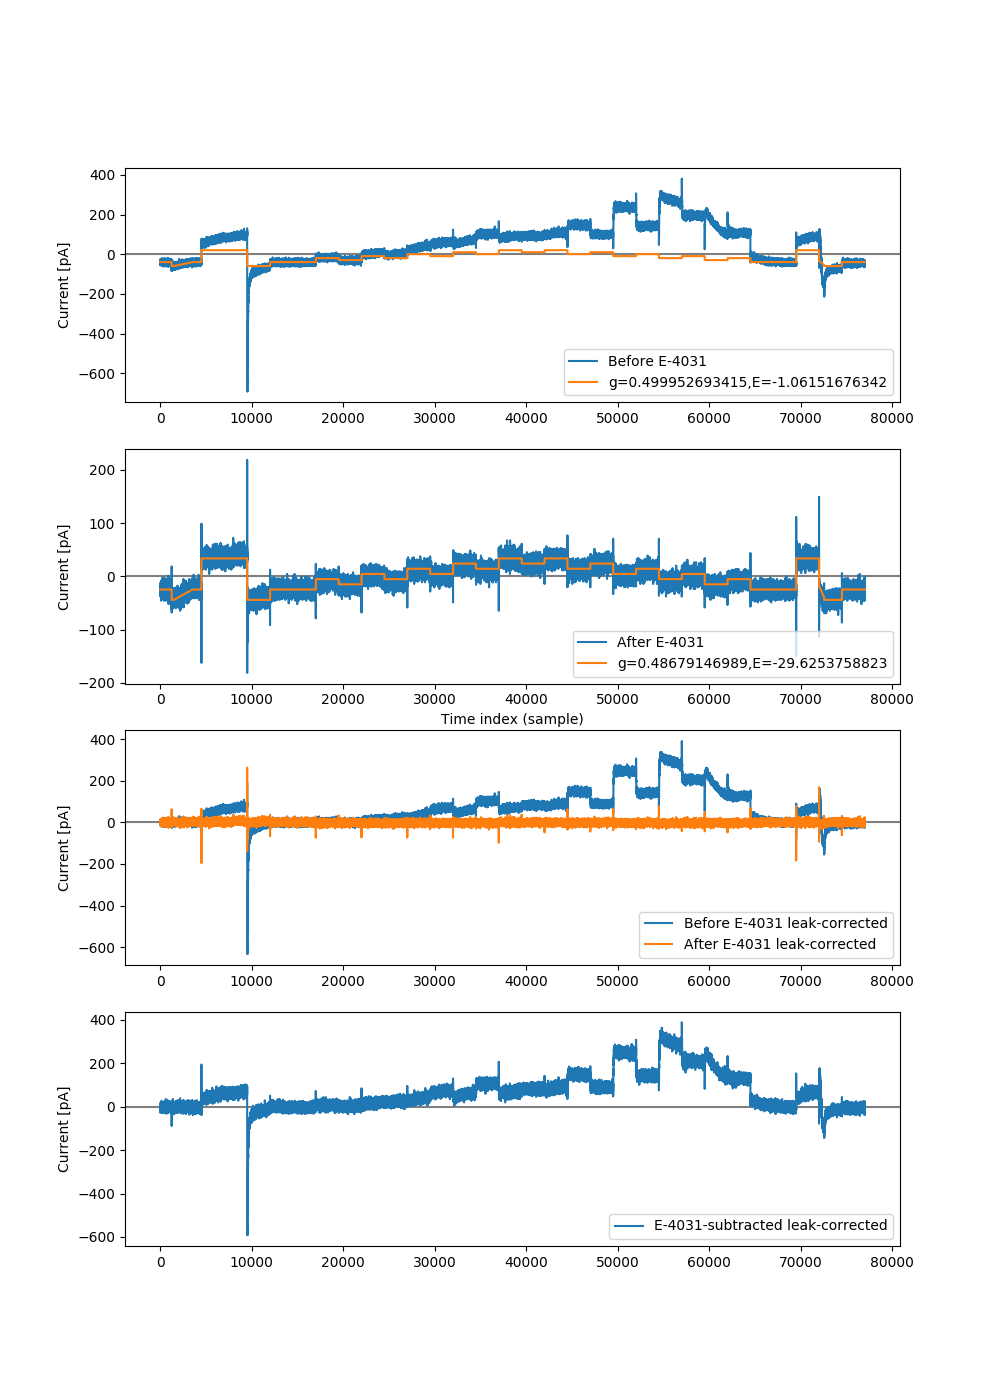 400
200
0
−200
−400
−600
Current [pA]
Before E-4031
g=0.499952693415,E=-1.06151676342
0 10000 20000 30000 40000 50000 60000 70000 80000
200
100
0
−100
−200
Current [pA]
After E-4031
g=0.48679146989,E=-29.6253758823
0 10000 20000 30000 40000 50000 60000 70000 80000
Time index (sample)
400
200
0
−200
−400
−600
Current [pA]
Before E-4031 leak-corrected
After E-4031 leak-corrected
0 10000 20000 30000 40000 50000 60000 70000 80000
400
200
0
−200
−400
−600
Current [pA]
E-4031-subtracted leak-corrected
0 10000 20000 30000 40000 50000 60000 70000 80000